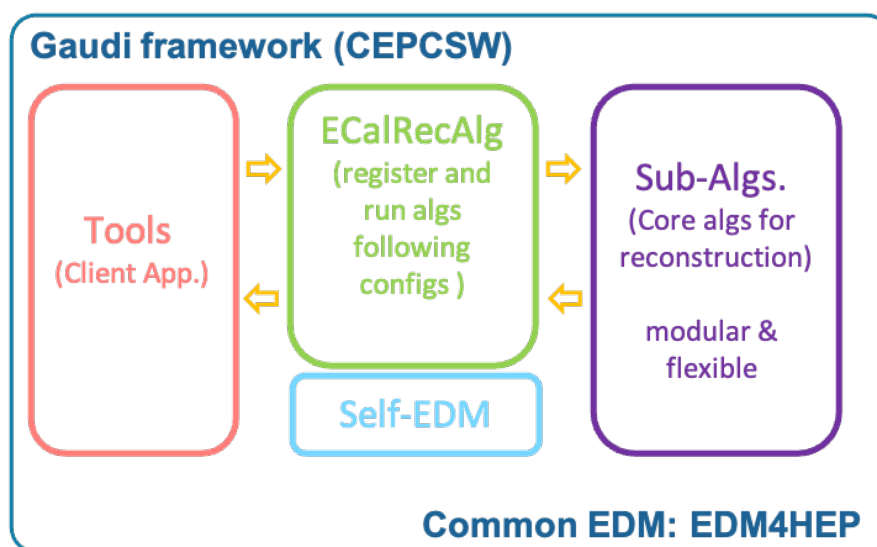 Gaudi framework (CEPCSW)
Tools
(Client App.)
ECalRecAlg
(register and
run algs
following
configs )
Self-EDM
Sub-Algs.
(Core algs for
reconstruction)
modular &
flexible
Common EDM: EDM4HEP